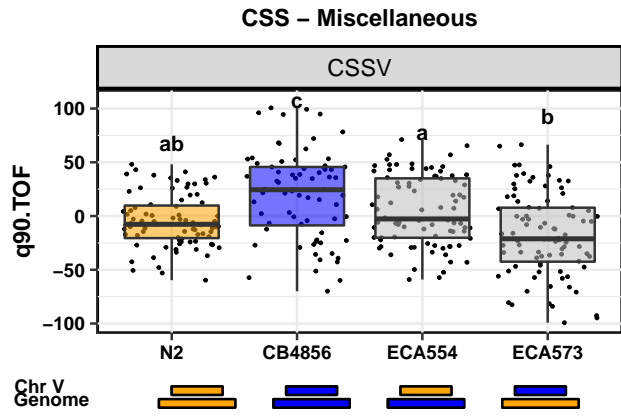 CSS – Miscellaneous
CSSV
q90.TOF
100
50
0
−50
−100
ab
c
a
b
N2 CB4856 ECA554 ECA573
Chr V
Genome